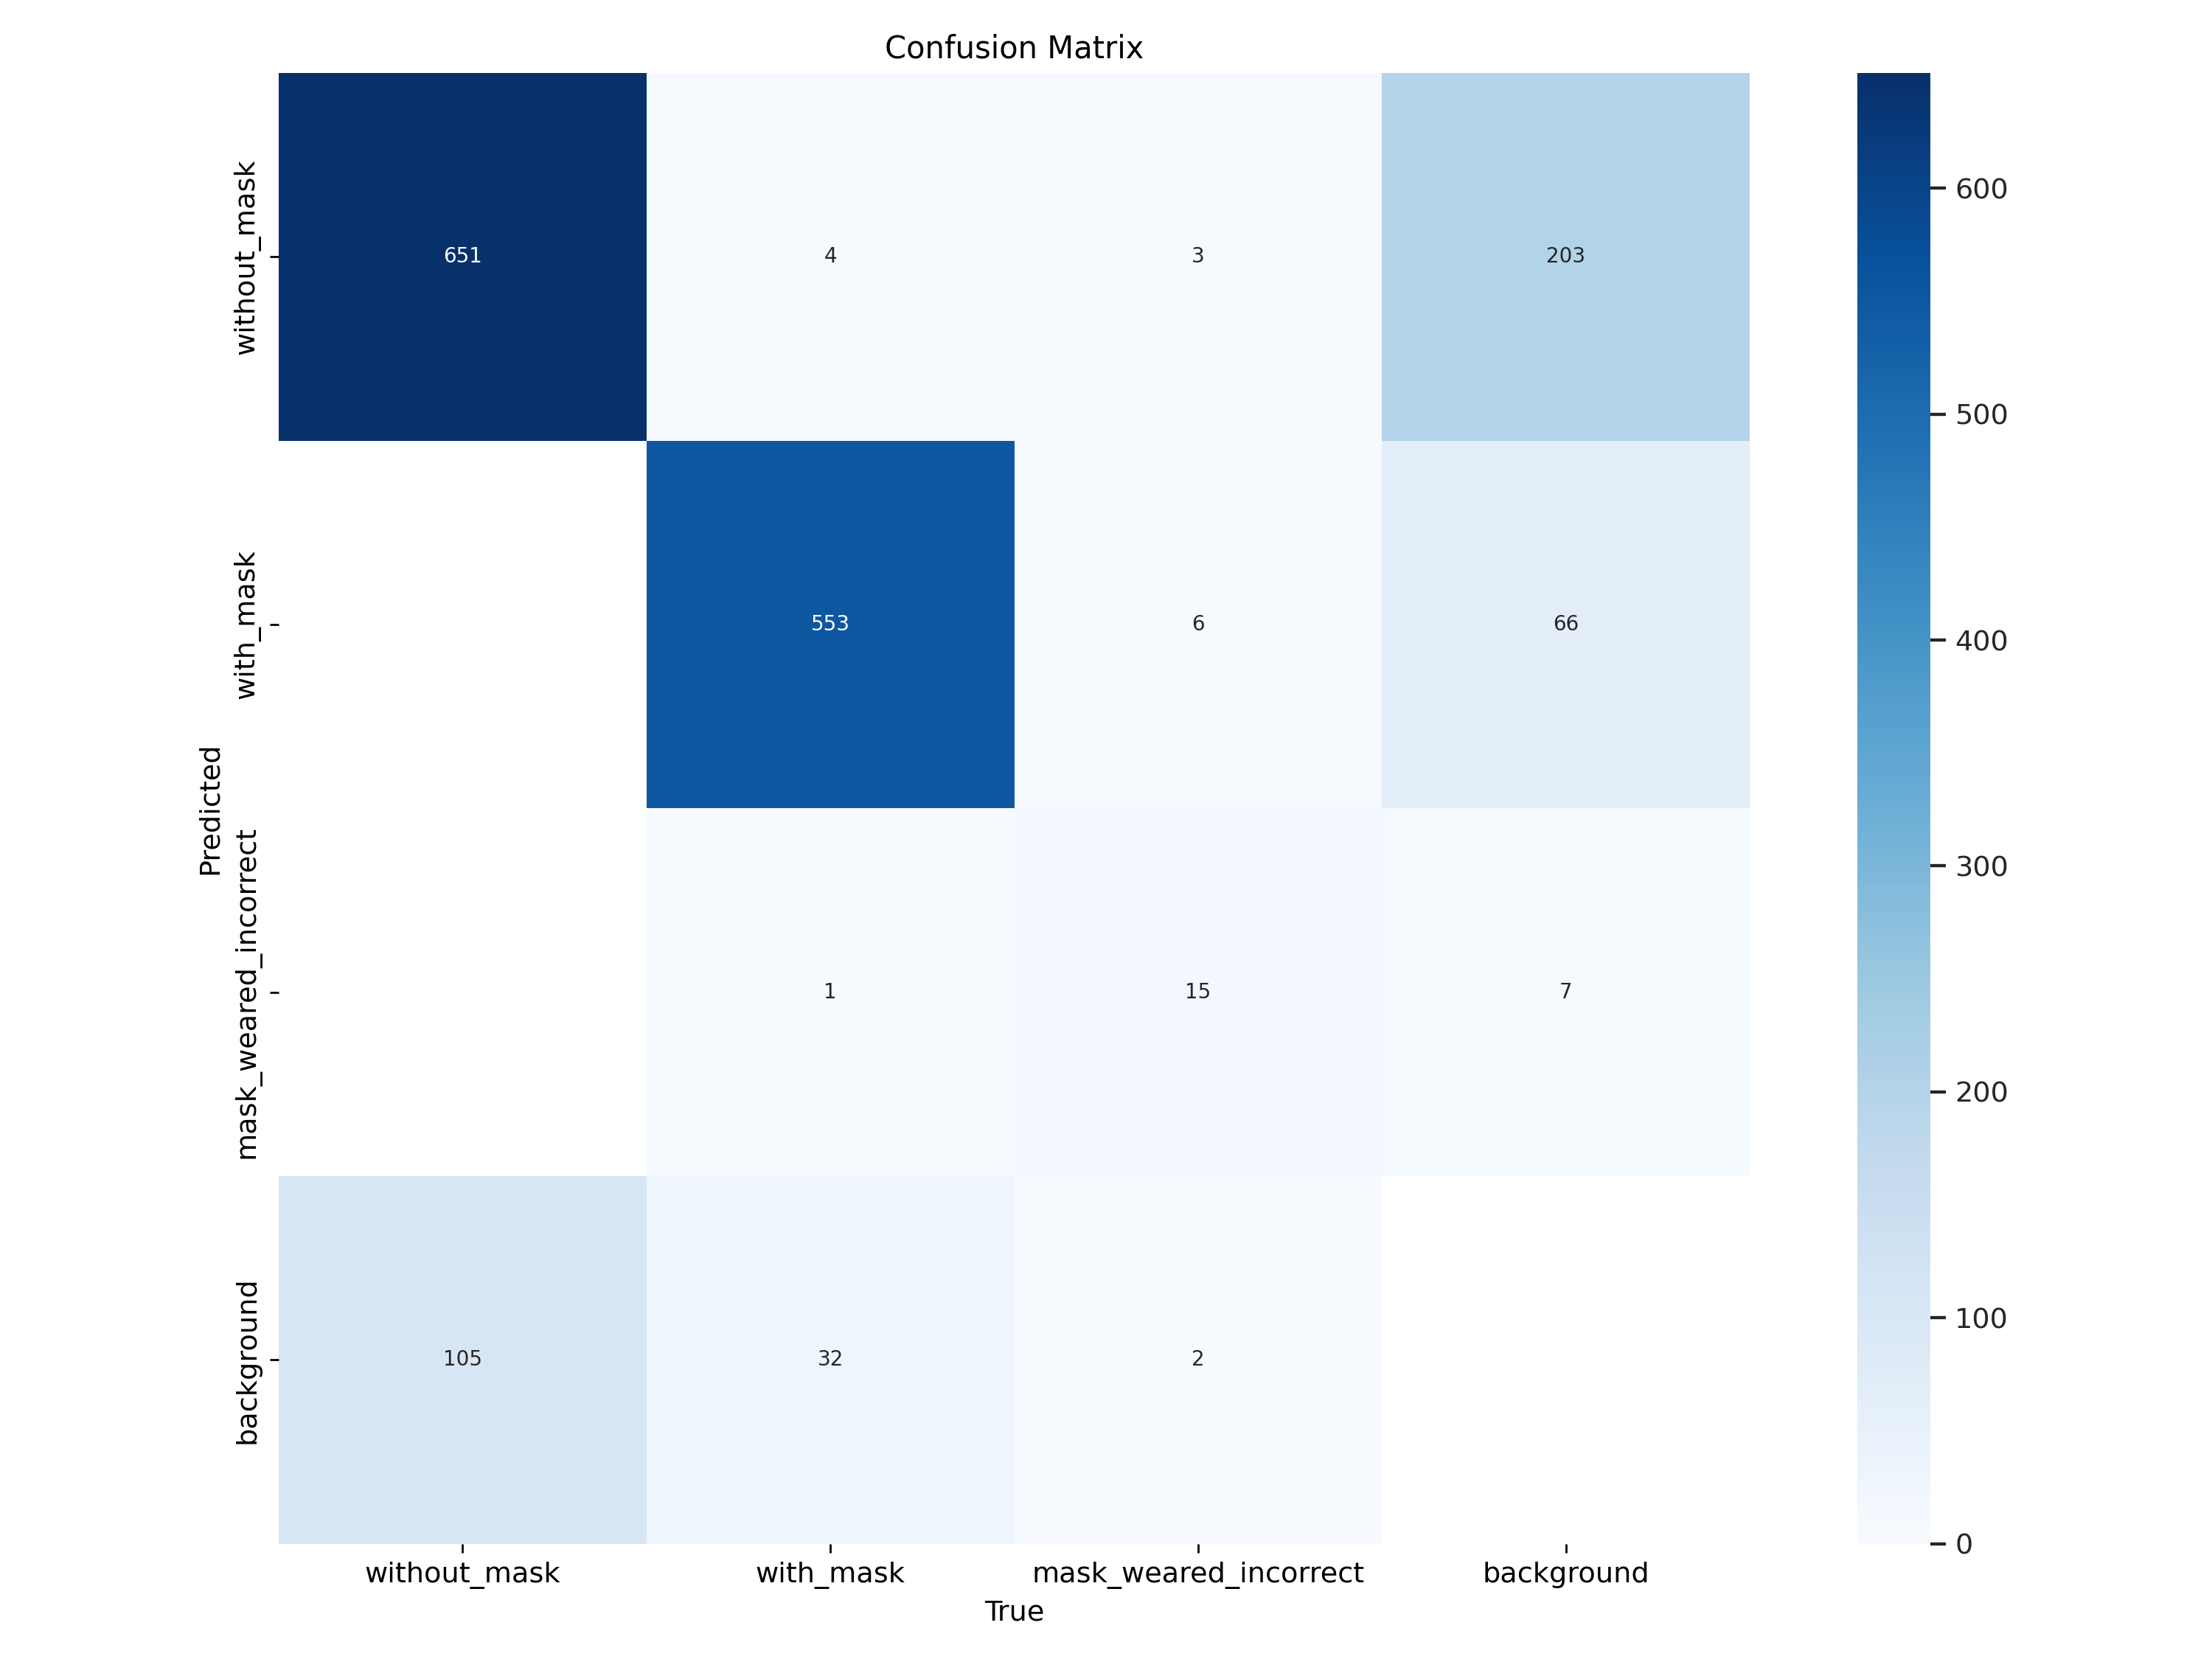 Confusion Matrix
without_mask
651
4
3
203
with_mask
553
6
66
mask_weared_incorrect
1
15
7
background
105
32
2
Predicted
without_mask
with_mask
mask_weared_incorrect
background
True
600
500
400
300
200
100
0